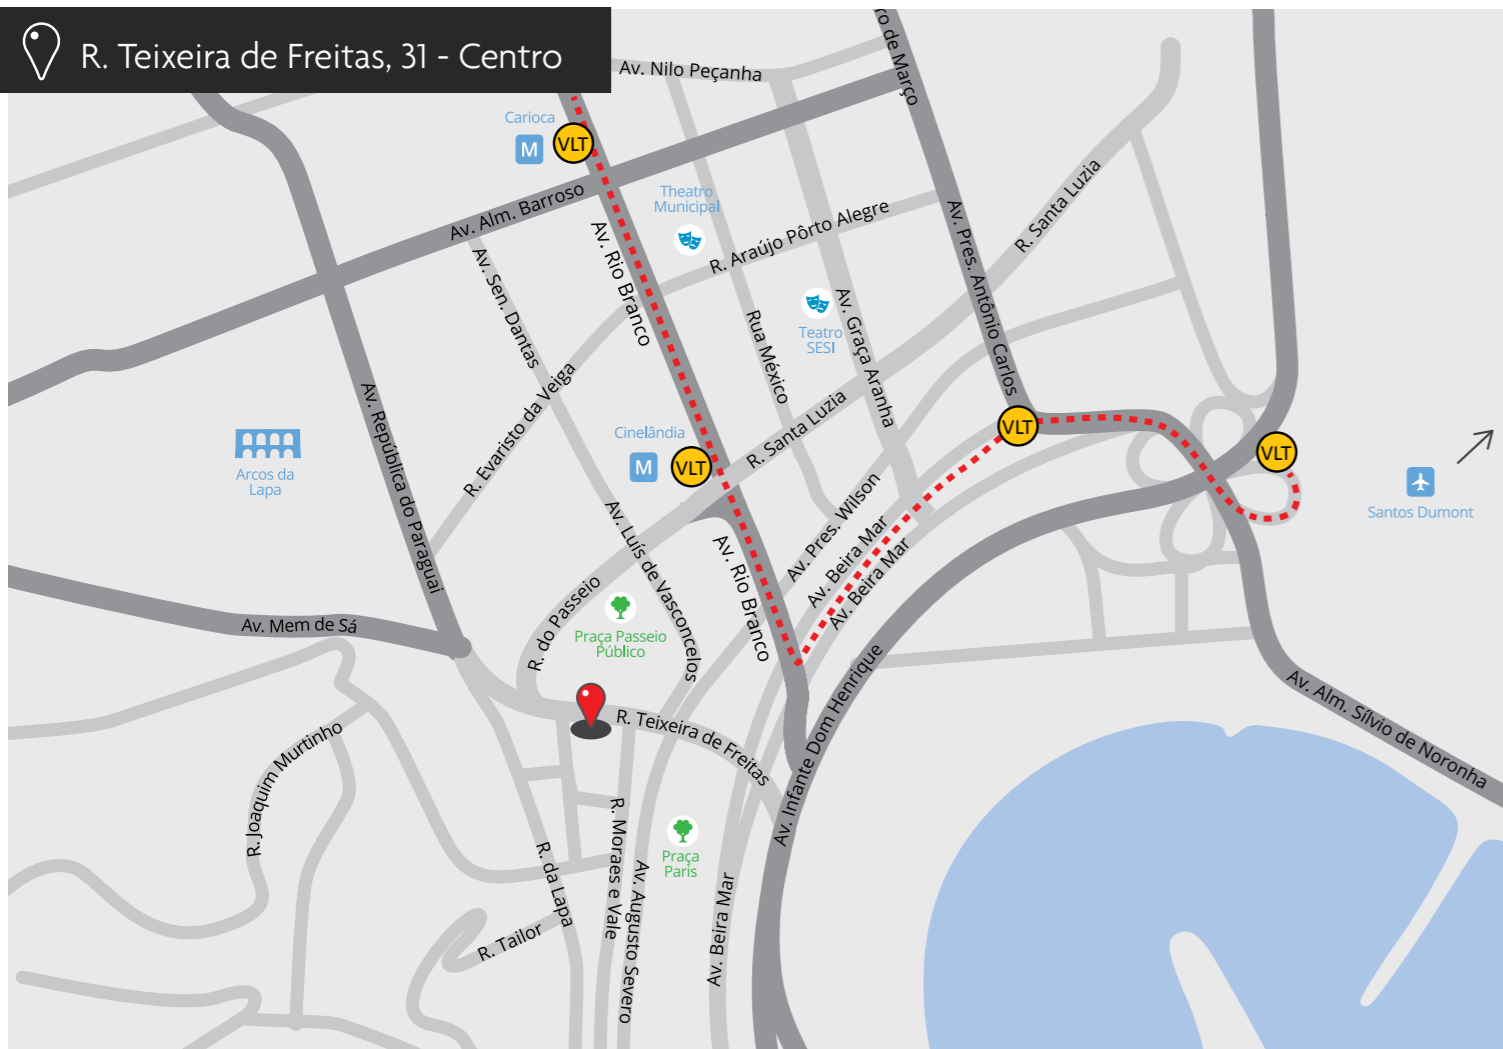 R. Teixeira de Freitas, 31 - Centro
Av. Nilo Peçanha
ro de Março
Carioca
M
VLT
Av. Alm. Barroso
Theatro
Municipal
R. Araújo Pôrto Alegre
Av. Pres. Antônio Carlos
R. Santa Luzia
Av. Sen. Dantas
Av. Rio Branco
Rua México
Teatro
SESI
Av. Graça Aranha
Av. República do Paraguai
R. Evaristo da Veiga
Arcos da
Lapa
Cinelândia
M
VLT
R. Santa Luzia
VLT
VLT
Santos Dumont
Av. Luís de Vasconcelos
Av. Rio Branco
Av. Pres. Wilson
Av. Beira Mar
Av. Beira Mar
Av. Mem de Sá
R. do Passeio
Praça Passeio
Público
R. Teixeira de Freitas
Av. Infante Dom Henrique
Av. Alm. Sílvio de Noronha
R. Joaquim Murtinho
R. da Lapa
R. Moraes e Vale
Av. Augusto Severo
Praça
Paris
Av. Beira Mar
R. Tailor